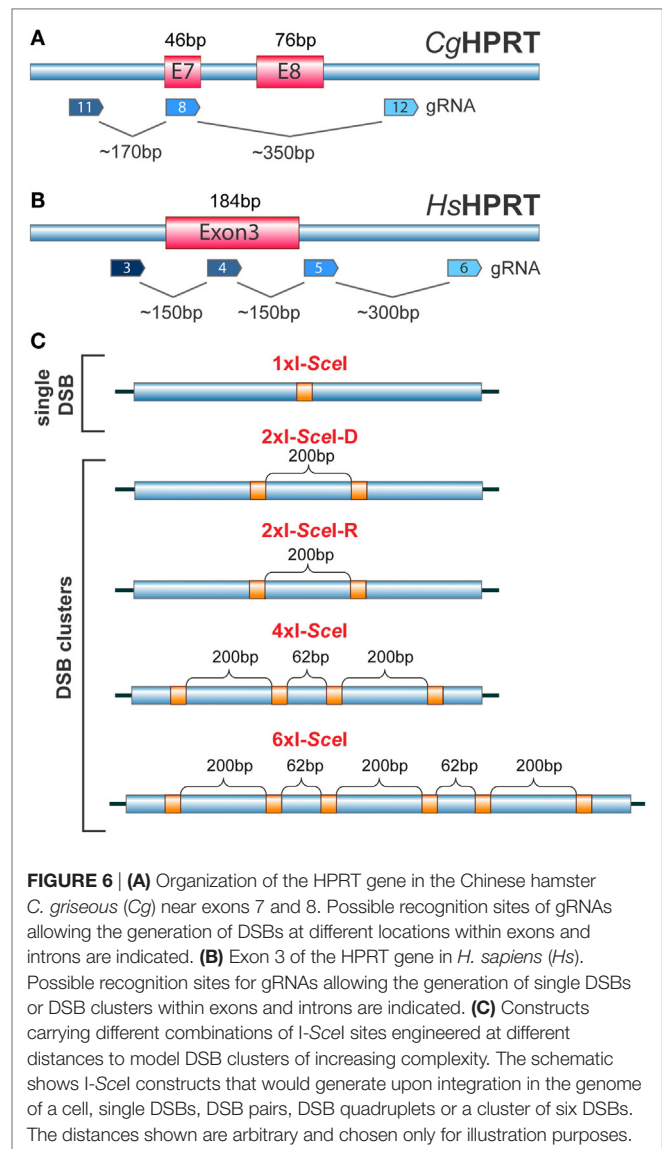 A
46bp 76bp CgHPRT
E7 E8
11 8 12 gRNA
~170bp ~350bp
B
184bp HsHPRT
Exon3
3 4 5 6 gRNA
~150bp ~150bp ~300bp
C
single DSB
1xI-SceI
DSB clusters
2xI-SceI-D
200bp
2xI-SceI-R
200bp
4xI-SceI
200bp 62bp 200bp
6xI-SceI
200bp 62bp 200bp 62bp 200bp
FIGURE 6 | (A) Organization of the HPRT gene in the Chinese hamster
C. griseous (Cg) near exons 7 and 8. Possible recognition sites of gRNAs
allowing the generation of DSBs at different locations within exons and
introns are indicated. (B) Exon 3 of the HPRT gene in H. sapiens (Hs).
Possible recognition sites for gRNAs allowing the generation of single DSBs
or DSB clusters within exons and introns are indicated. (C) Constructs
carrying different combinations of I-SceI sites engineered at different
distances to model DSB clusters of increasing complexity. The schematic
shows I-SceI constructs that would generate upon integration in the genome
of a cell, single DSBs, DSB pairs, DSB quadruplets or a cluster of six DSBs.
The distances shown are arbitrary and chosen only for illustration purposes.